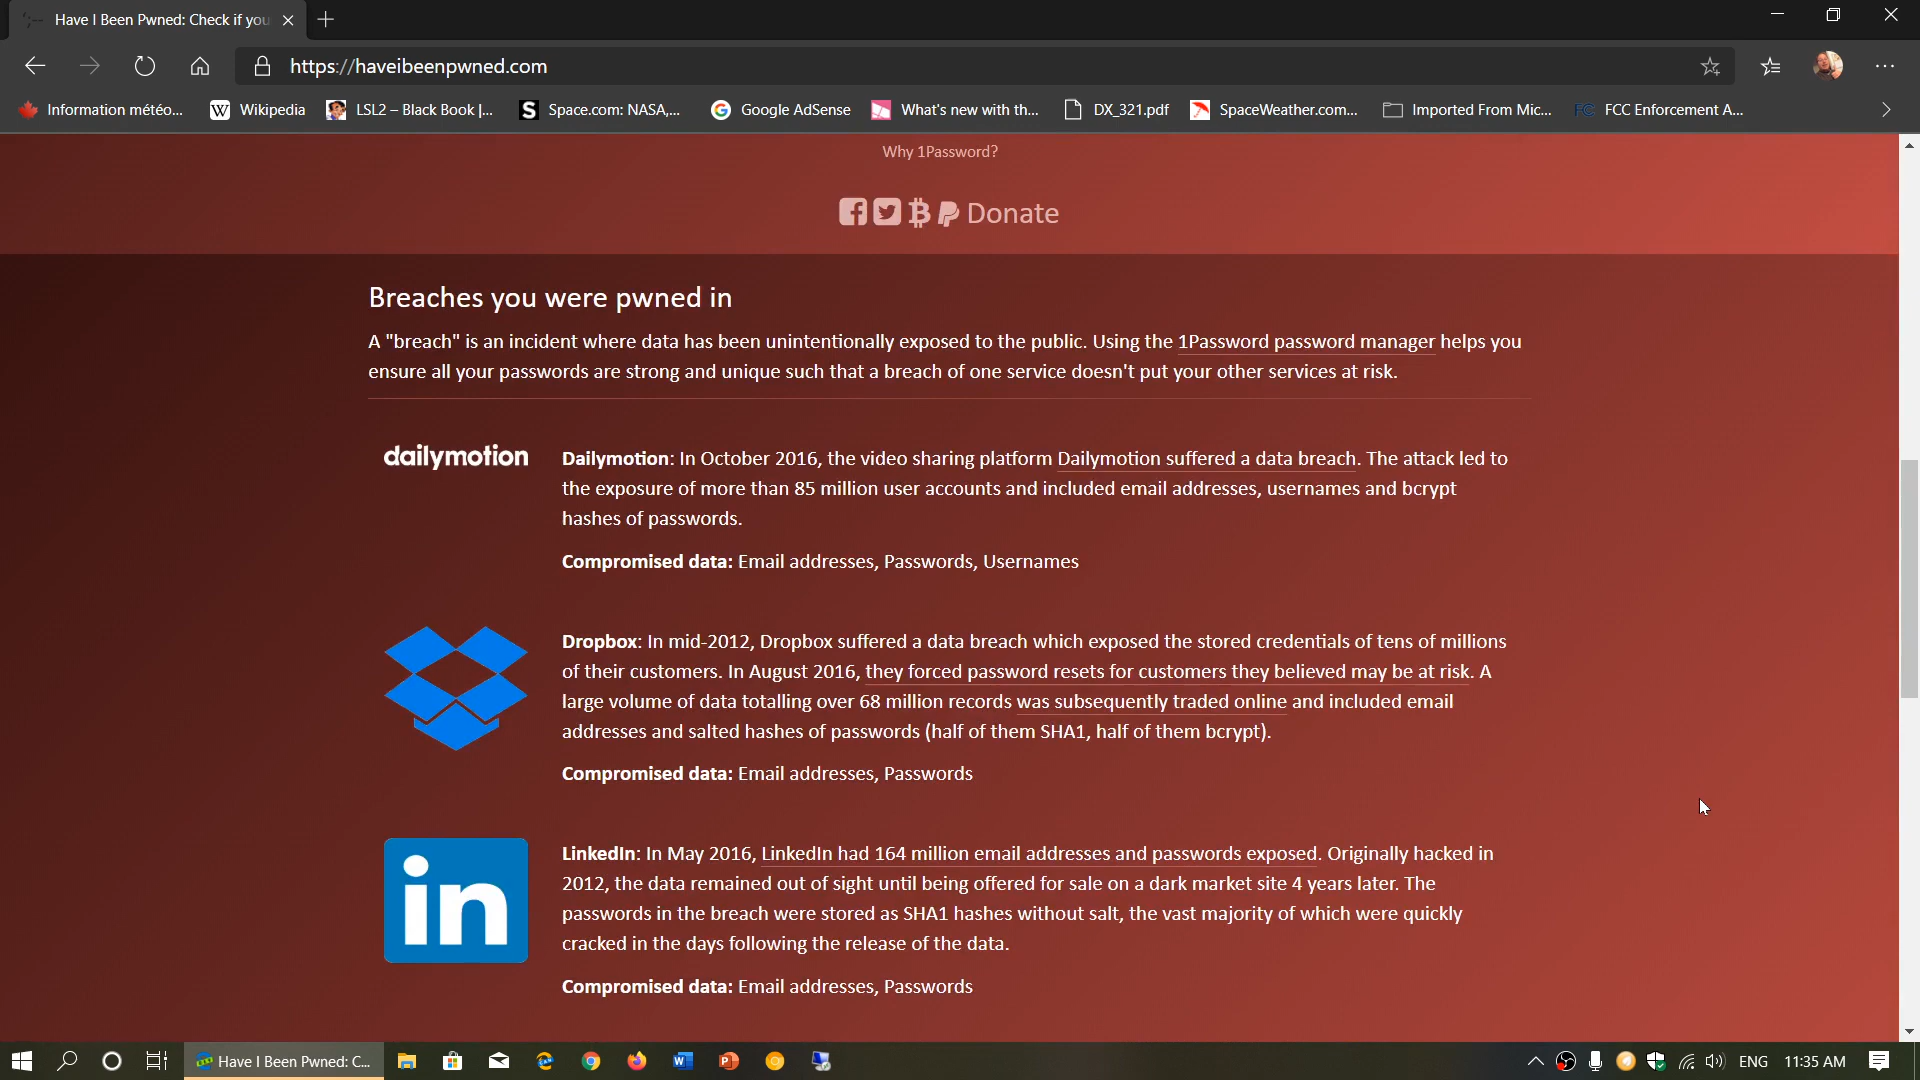 Have I Been Pwned: Check if you
https://haveibeenpwned.com
Information météo...
Wikipedia
LSL2 – Black Book |...
Space.com: NASA,...
Google AdSense
What's new with th...
DX_321.pdf
SpaceWeather.com...
Imported From Mic...
FC FCC Enforcement A...
Why 1Password?
Donate
Breaches you were pwned in
A "breach" is an incident where data has been unintentionally exposed to the public. Using the 1Password password manager helps you
ensure all your passwords are strong and unique such that a breach of one service doesn't put your other services at risk.
dailymotion
Dailymotion: In October 2016, the video sharing platform Dailymotion suffered a data breach. The attack led to
the exposure of more than 85 million user accounts and included email addresses, usernames and bcrypt
hashes of passwords.
Compromised data: Email addresses, Passwords, Usernames
Dropbox: In mid-2012, Dropbox suffered a data breach which exposed the stored credentials of tens of millions
of their customers. In August 2016, they forced password resets for customers they believed may be at risk. A
large volume of data totalling over 68 million records was subsequently traded online and included email
addresses and salted hashes of passwords (half of them SHA1, half of them bcrypt).
Compromised data: Email addresses, Passwords
in
LinkedIn: In May 2016, LinkedIn had 164 million email addresses and passwords exposed. Originally hacked in
2012, the data remained out of sight until being offered for sale on a dark market site 4 years later. The
passwords in the breach were stored as SHA1 hashes without salt, the vast majority of which were quickly
cracked in the days following the release of the data.
Compromised data: Email addresses, Passwords
Have I Been Pwned: C...
ENG
11:35 AM